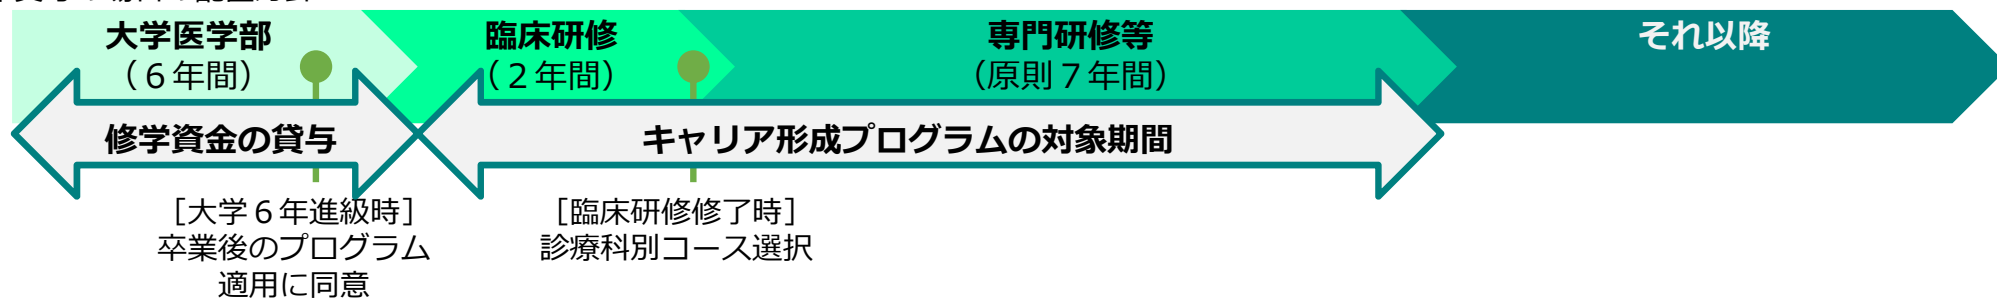 大学医学部
（６年間）
臨床研修
（２年間）
専門研修等
（原則７年間）
それ以降
修学資金の貸与
キャリア形成プログラムの対象期間
［大学６年進級時］
卒業後のプログラム
適用に同意
［臨床研修修了時］
診療科別コース選択